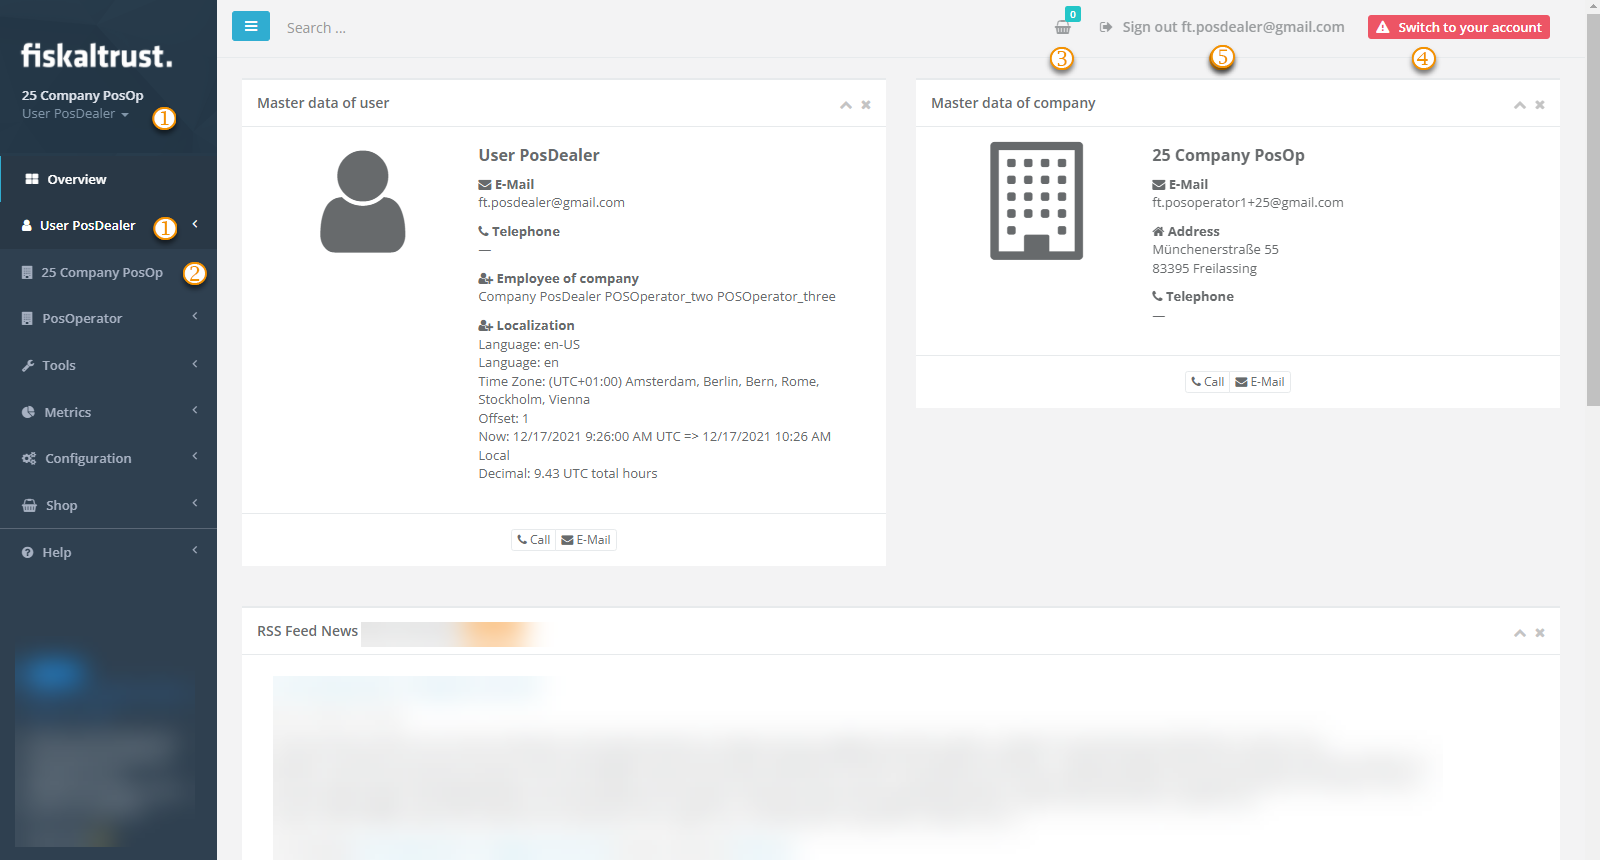 fiskaltrust.
25 Company PosOp
User PosDealer
1
Overview
User PosDealer
1
25 Company PosOp
2
PosOperator
Tools
Metrics
Configuration
Shop
Help
Search ...
0
3
Sign out ft.posdealer@gmail.com
5
Switch to your account
4
Master data of user
User PosDealer
E-Mail
ft.posdealer@gmail.com
Telephone
—
Employee of company
Company PosDealer POSOperator_two POSOperator_three
Localization
Language: en-US
Language: en
Time Zone: (UTC+01:00) Amsterdam, Berlin, Bern, Rome,
Stockholm, Vienna
Offset: 1
Now: 12/17/2021 9:26:00 AM UTC => 12/17/2021 10:26 AM
Local
Decimal: 9.43 UTC total hours
Call E-Mail
Master data of company
25 Company PosOp
E-Mail
ft.posoperator1+25@gmail.com
Address
Münchenerstraße 55
83395 Freilassing
Telephone
—
Call E-Mail
RSS Feed News